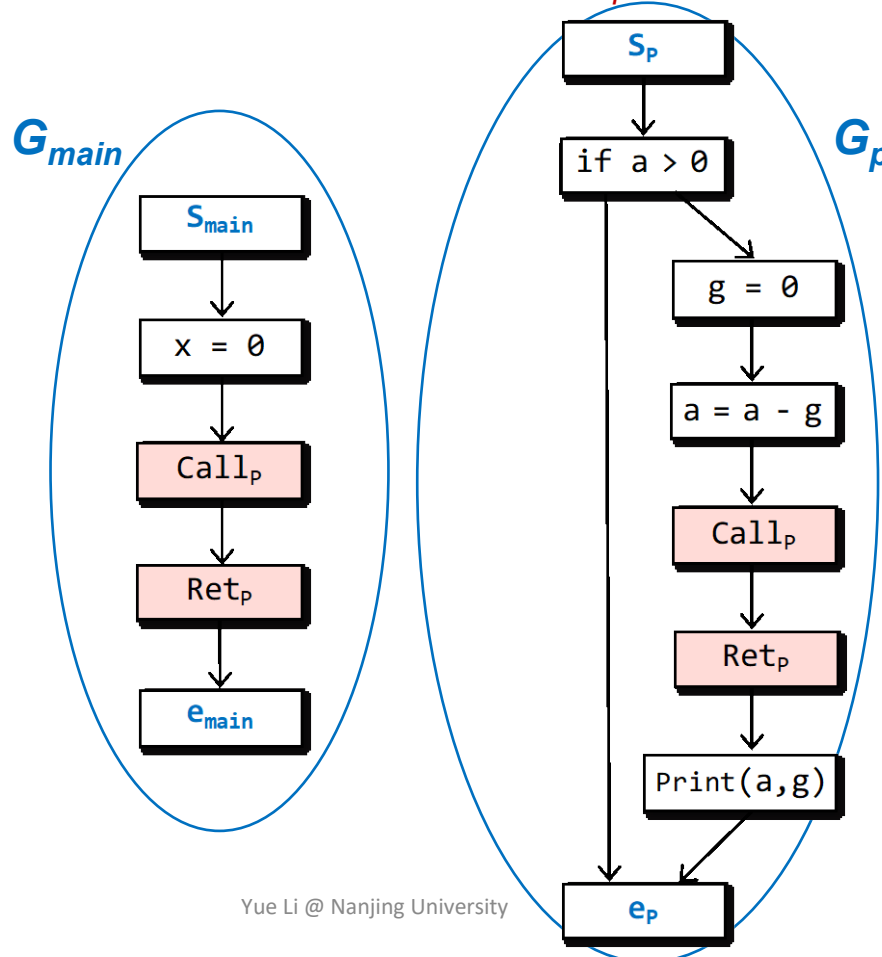 G_main
S_main
x = 0
Call_P
Ret_P
e_main
G_p
S_P
if a > 0
g = 0
a = a - g
Call_P
Ret_P
Print(a,g)
e_P
Yue Li @ Nanjing University